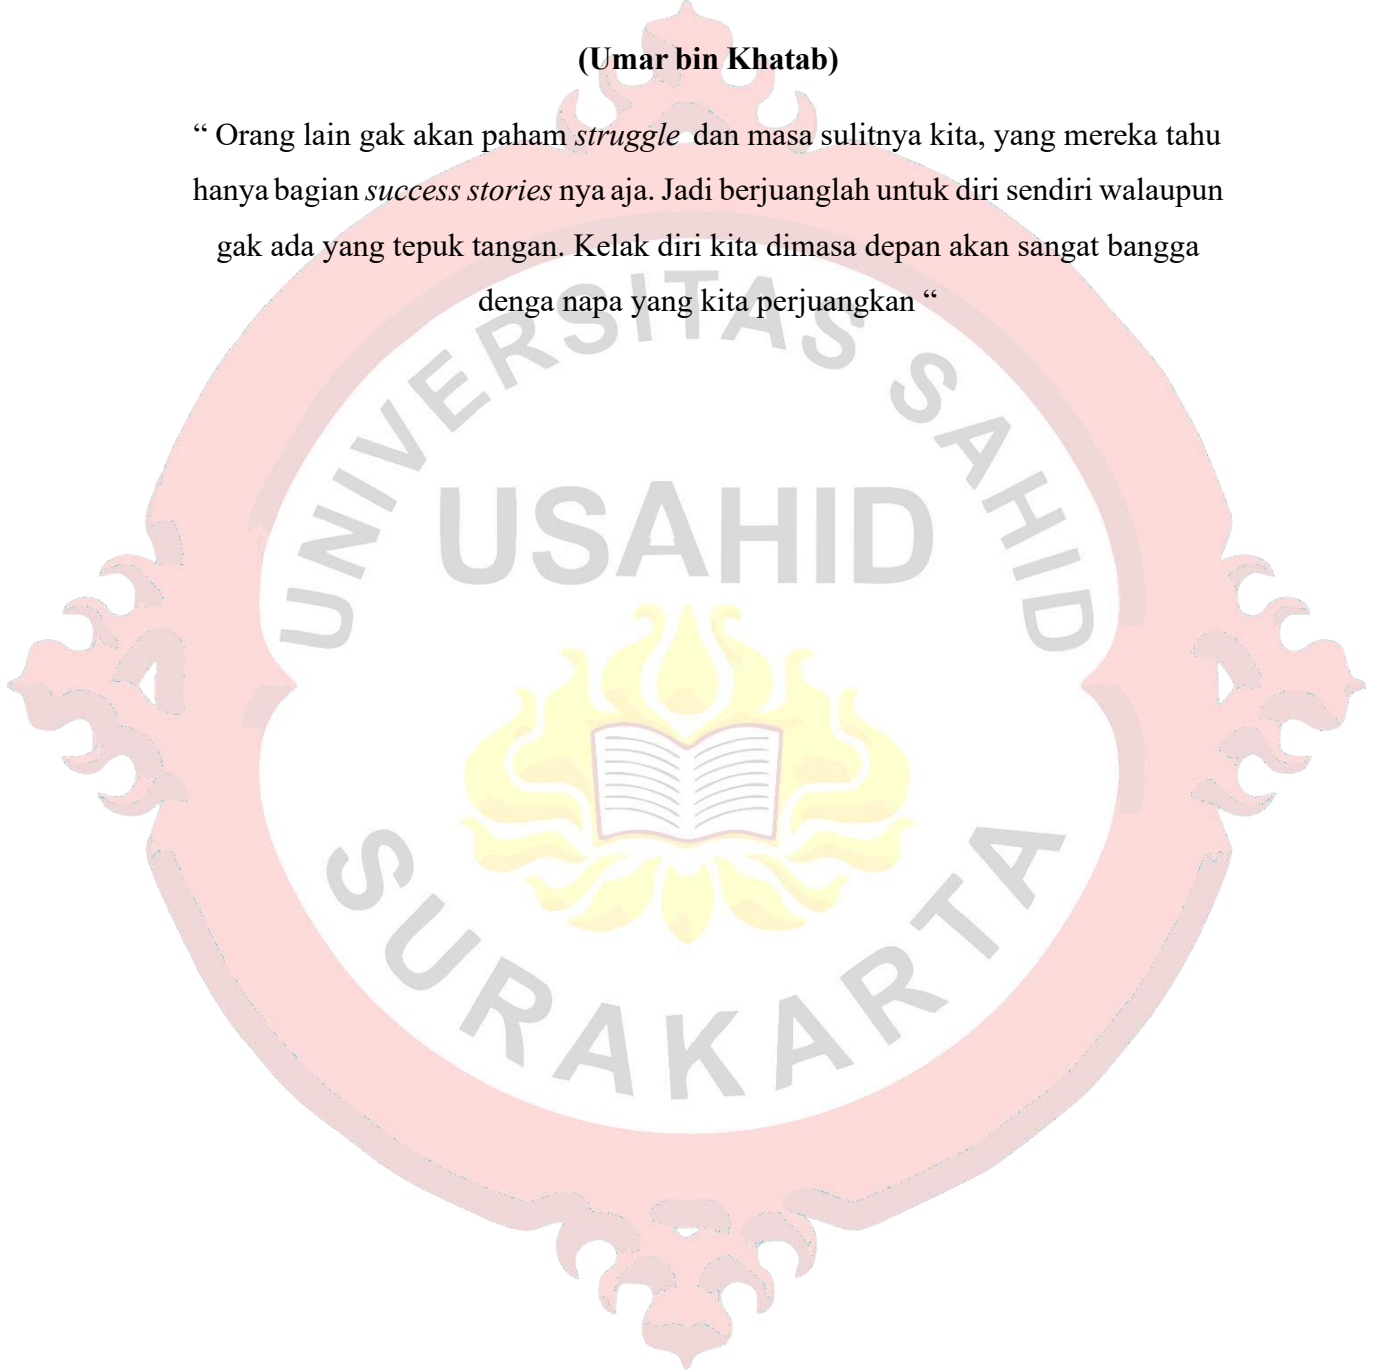 (Umar bin Khatab)
“ Orang lain gak akan paham struggle dan masa sulitnya kita, yang mereka tahu
hanya bagian success stories nya aja. Jadi berjuanglah untuk diri sendiri walaupun
gak ada yang tepuk tangan. Kelak diri kita dimasa depan akan sangat bangga
denga napa yang kita perjuangkan “
UNIVERSITAS SAHID
USAHID
SURAKARTA